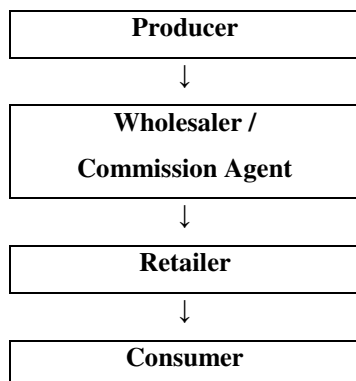 Producer
↓
Wholesaler /
Commission Agent
↓
Retailer
↓
Consumer